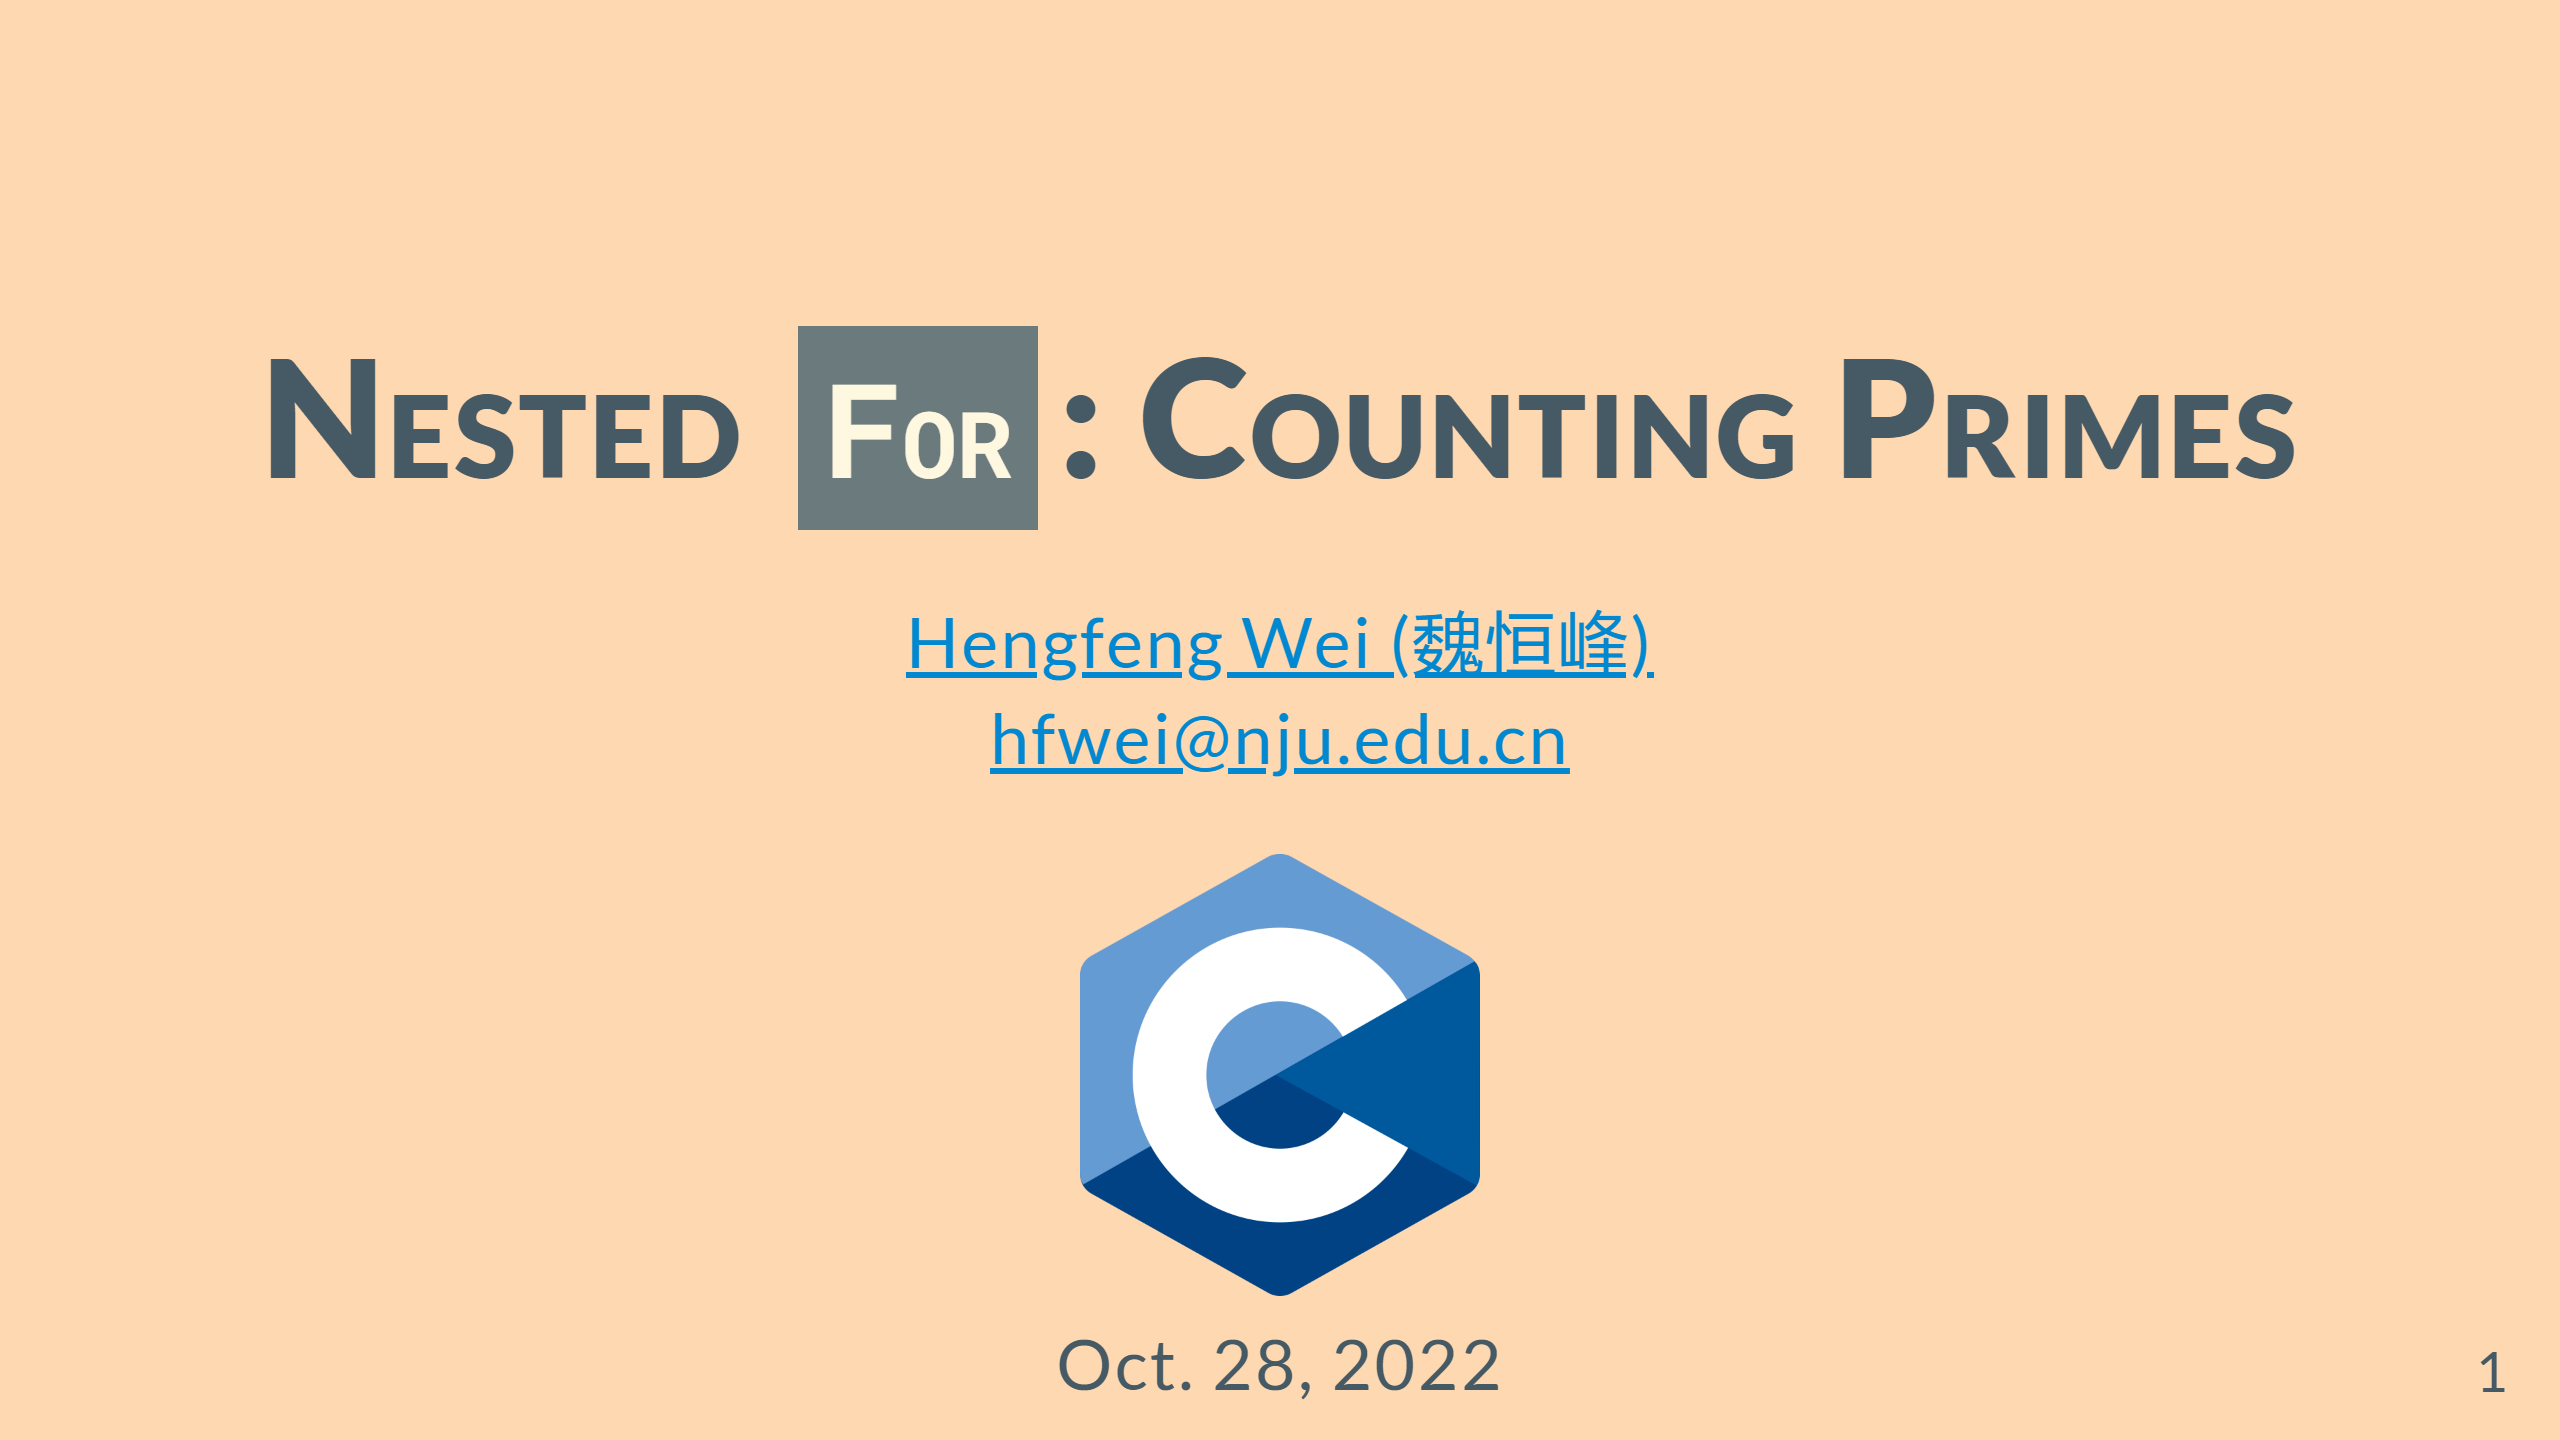 Nested For : Counting Primes
Hengfeng Wei (魏恒峰)
hfwei@nju.edu.cn
C
Oct. 28, 2022
1